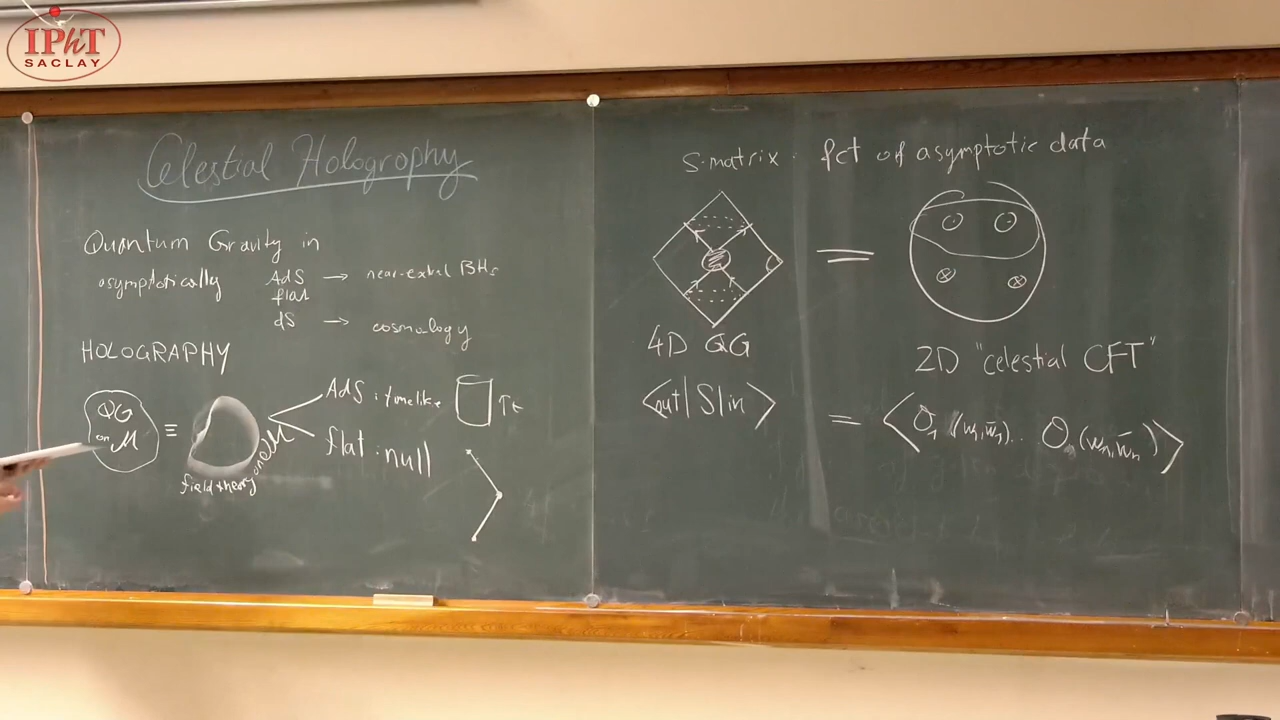 IPhT
SACLAY
Celestial Holography
Quantum Gravity in
asymptotically
AdS → near-extal BHs
flat
dS → cosmology
HOLOGRAPHY
QG
on M
≡
field theory
on ∂M
AdS : timelike
↑t
flat : null
S-matrix : fct of asymptotic data
=
4D QG
2D "celestial CFT"
<out|S|in> = <O₁(w₁,w̄₁)... Oₙ(wₙ,w̄ₙ)>